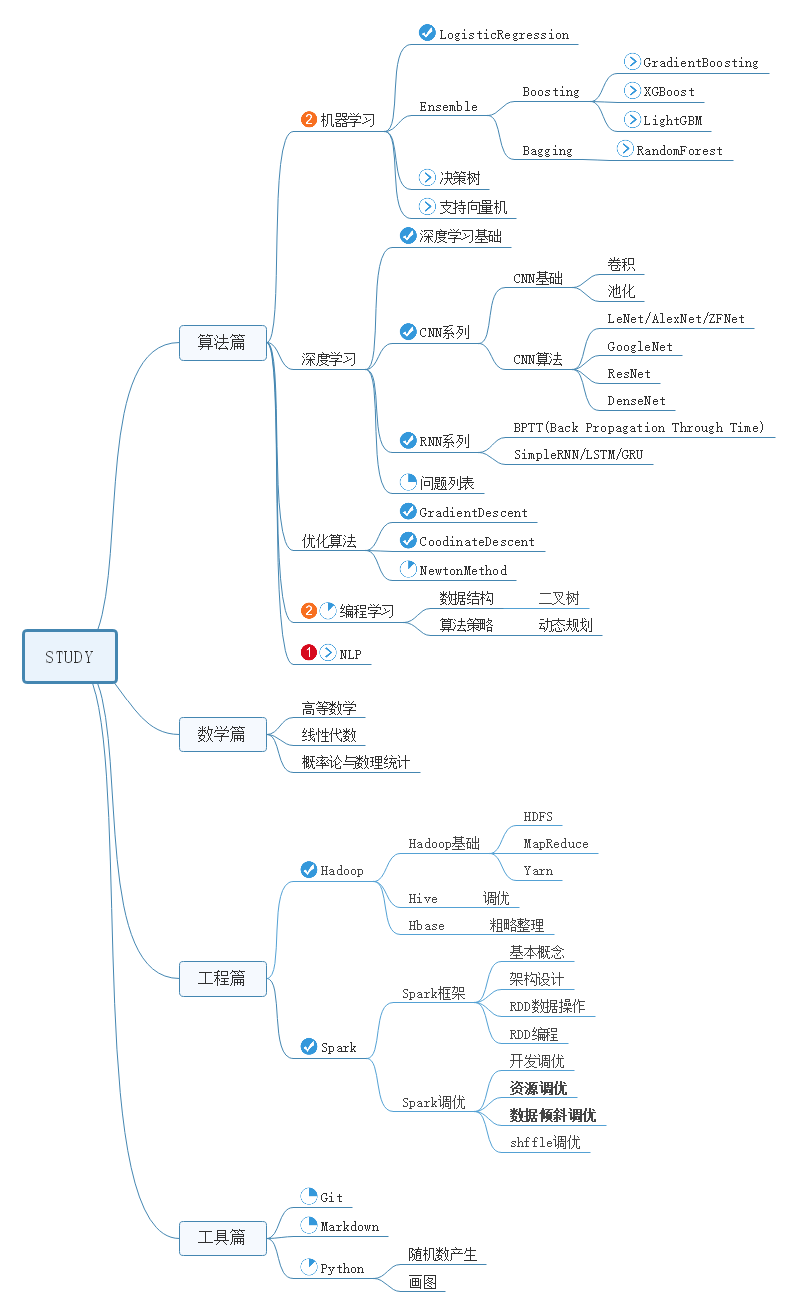 STUDY
算法篇
2 机器学习
LogisticRegression
Ensemble
Boosting
GradientBoosting
XGBoost
LightGBM
Bagging
RandomForest
决策树
支持向量机
深度学习
深度学习基础
CNN系列
CNN基础
卷积
池化
CNN算法
LeNet/AlexNet/ZFNet
GoogleNet
ResNet
DenseNet
RNN系列
BPTT(Back Propagation Through Time)
SimpleRNN/LSTM/GRU
问题列表
优化算法
GradientDescent
CoodinateDescent
NewtonMethod
2 编程学习
数据结构
二叉树
算法策略
动态规划
1 NLP
数学篇
高等数学
线性代数
概率论与数理统计
工程篇
Hadoop
Hadoop基础
HDFS
MapReduce
Yarn
Hive
调优
Hbase
粗略整理
Spark
Spark框架
基本概念
架构设计
RDD数据操作
RDD编程
Spark调优
开发调优
资源调优
数据倾斜调优
shffle调优
工具篇
Git
Markdown
Python
随机数产生
画图